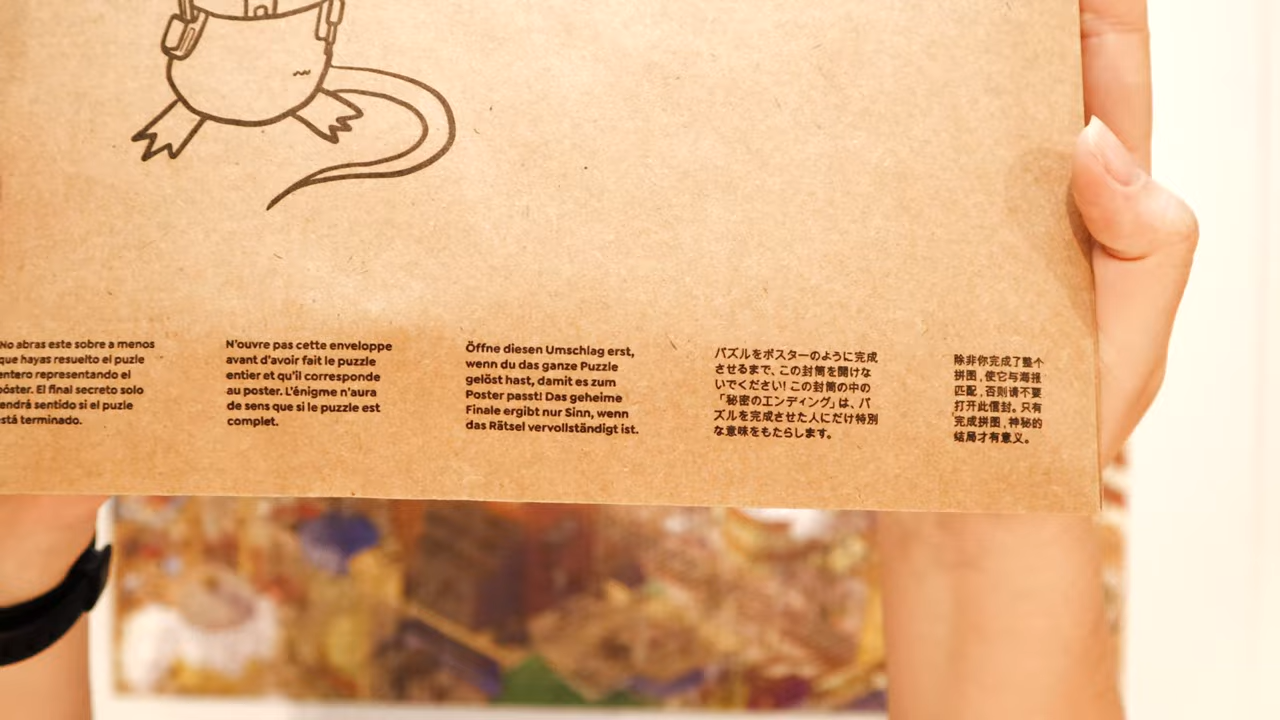 No abras este sobre a menos
que hayas resuelto el puzle
entero representando el
póster. El final secreto solo
tendrá sentido si el puzle
está terminado.
N'ouvre pas cette enveloppe
avant d'avoir fait le puzzle
entier et qu'il corresponde
au poster. L'énigme n'aura
de sens que si le puzzle est
complet.
Öffne diesen Umschlag erst,
wenn du das ganze Puzzle
gelöst hast, damit es zum
Poster passt! Das geheime
Finale ergibt nur Sinn, wenn
das Rätsel vervollständigt ist.
パズルをポスターのように完成
させるまで、この封筒を開けな
いでください! この封筒の中の
「秘密のエンディング」は、パ
ズルを完成させた人にだけ特別
な意味をもたらします。
除非你完成了整个
拼图,使它与海报
匹配,否则请不要
打开此信封。只有
完成拼图,神秘的
结局才有意义。